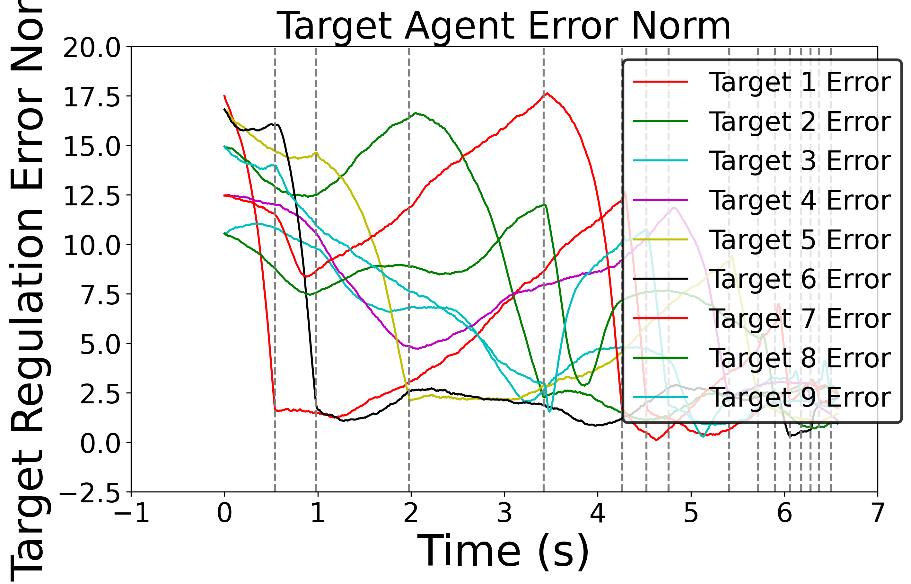 Target Agent Error Norm
Target Regulation Error Nor
20.0
17.5
15.0
12.5
10.0
7.5
5.0
2.5
0.0
−2.5
−1
0
1
2
3
4
5
6
7
Time (s)
Target 1 Error
Target 2 Error
Target 3 Error
Target 4 Error
Target 5 Error
Target 6 Error
Target 7 Error
Target 8 Error
Target 9 Error